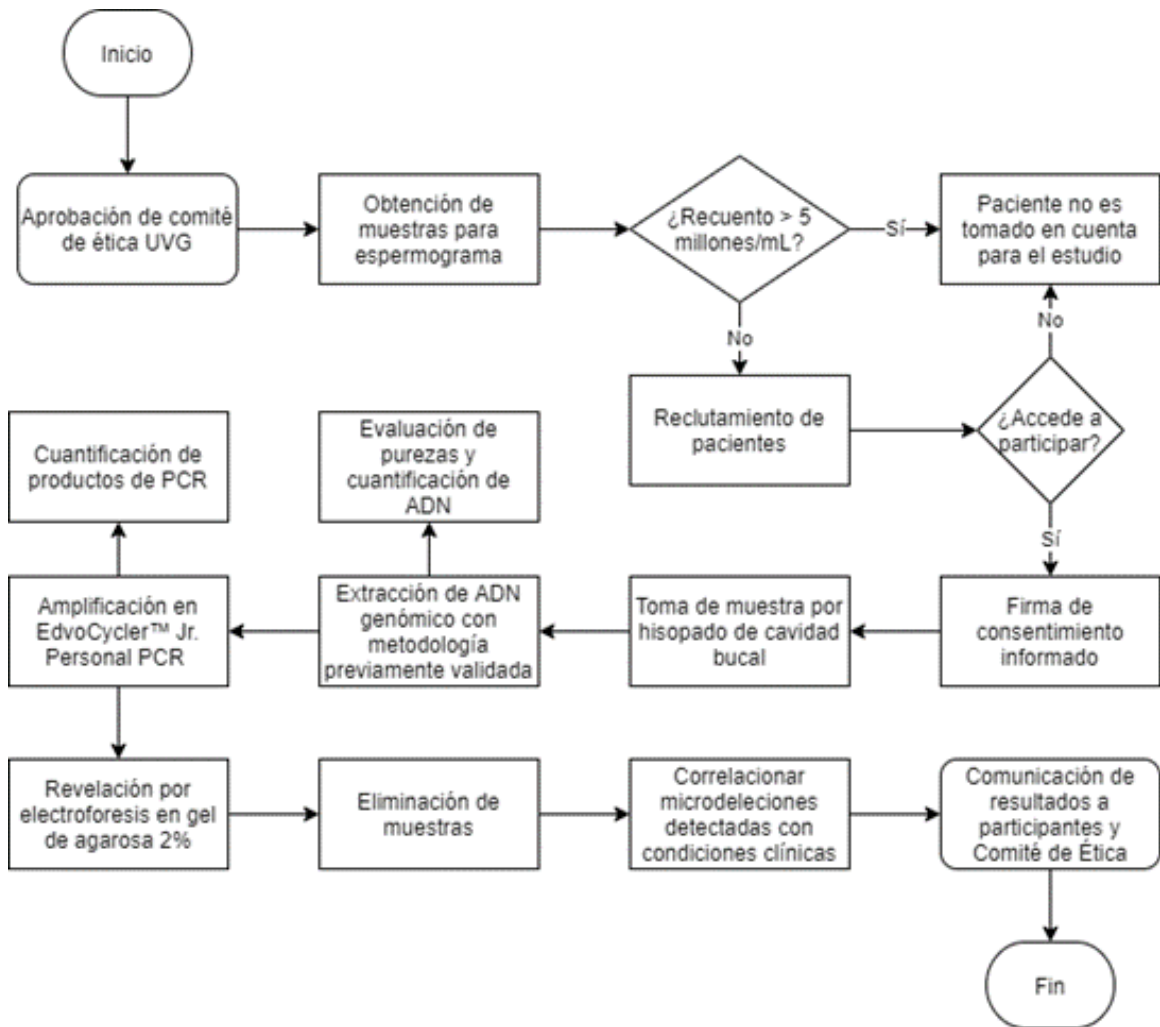 Inicio
Aprobación de comité
de ética UVG
Obtención de
muestras para
espermograma
¿Recuento > 5
millones/mL?
Sí
Paciente no es
tomado en cuenta
para el estudio
No
No
Reclutamiento de
pacientes
¿Accede a
participar?
Sí
Cuantificación de
productos de PCR
Evaluación de
purezas y
cuantificación de
ADN
Amplificación en
EdvoCycler™ Jr.
Personal PCR
Extracción de ADN
genómico con
metodología
previamente validada
Toma de muestra por
hisopado de cavidad
bucal
Firma de
consentimiento
informado
Revelación por
electroforesis en gel
de agarosa 2%
Eliminación de
muestras
Correlacionar
microdeleciones
detectadas con
condiciones clínicas
Comunicación de
resultados a
participantes y
Comité de Ética
Fin